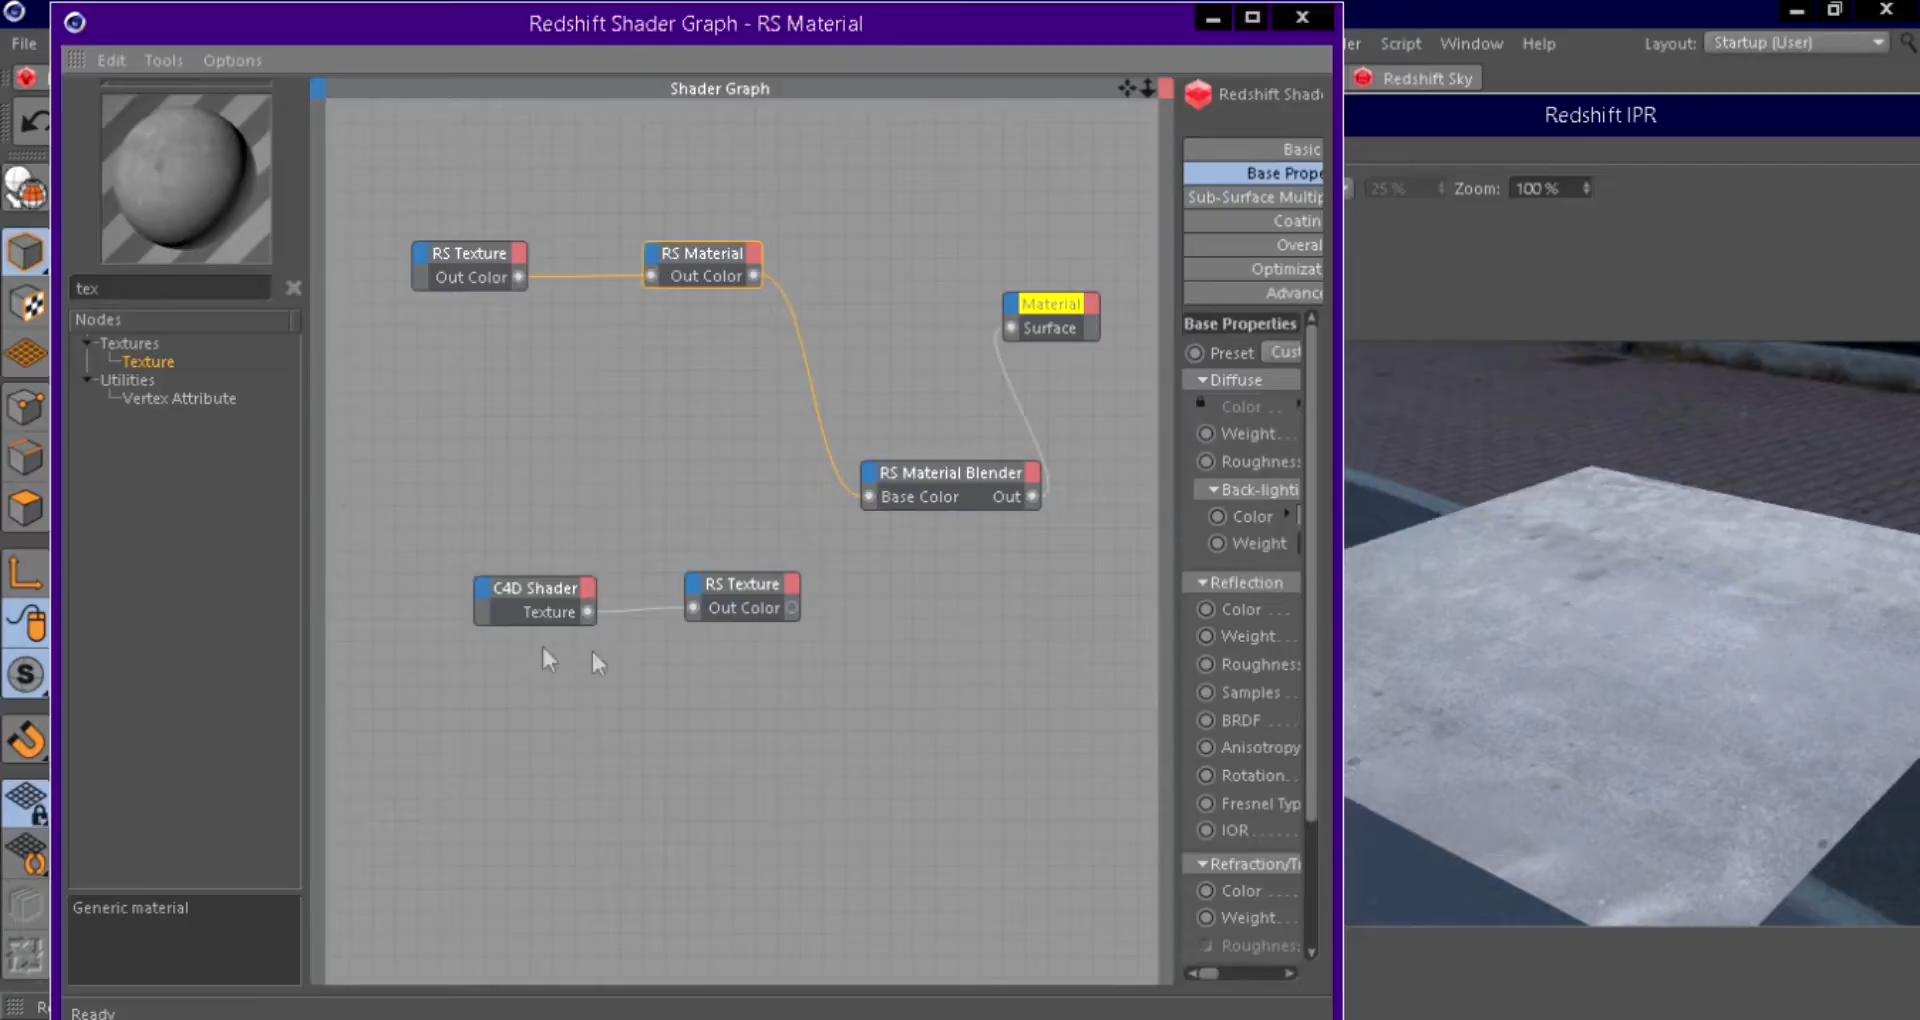 Redshift Shader Graph - RS Material
File
Edit
Tools
Options
Script
Window
Help
Layout:
Startup (User)
Redshift Sky
Shader Graph
Redshift Shad
Redshift IPR
25 %
Zoom:
100 %
tex
Nodes
Textures
Texture
Utilities
Vertex Attribute
RS Texture
Out Color
RS Material
Out Color
Material
Surface
RS Material Blender
Base Color
Out
C4D Shader
Texture
RS Texture
Out Color
Basic
Base Prope
Sub-Surface Multip
Coatin
Overal
Optimizat
Advance
Base Properties
Preset
Cust
Diffuse
Color ..
Weight...
Roughness
Back-lighti
Color
Weight
Reflection
Color ....
Weight...
Roughness
Samples ..
BRDF ....
Anisotropy
Rotation..
Fresnel Typ
IOR ......
Refraction/T
Color ....
Weight...
Roughness
Generic material
Ready